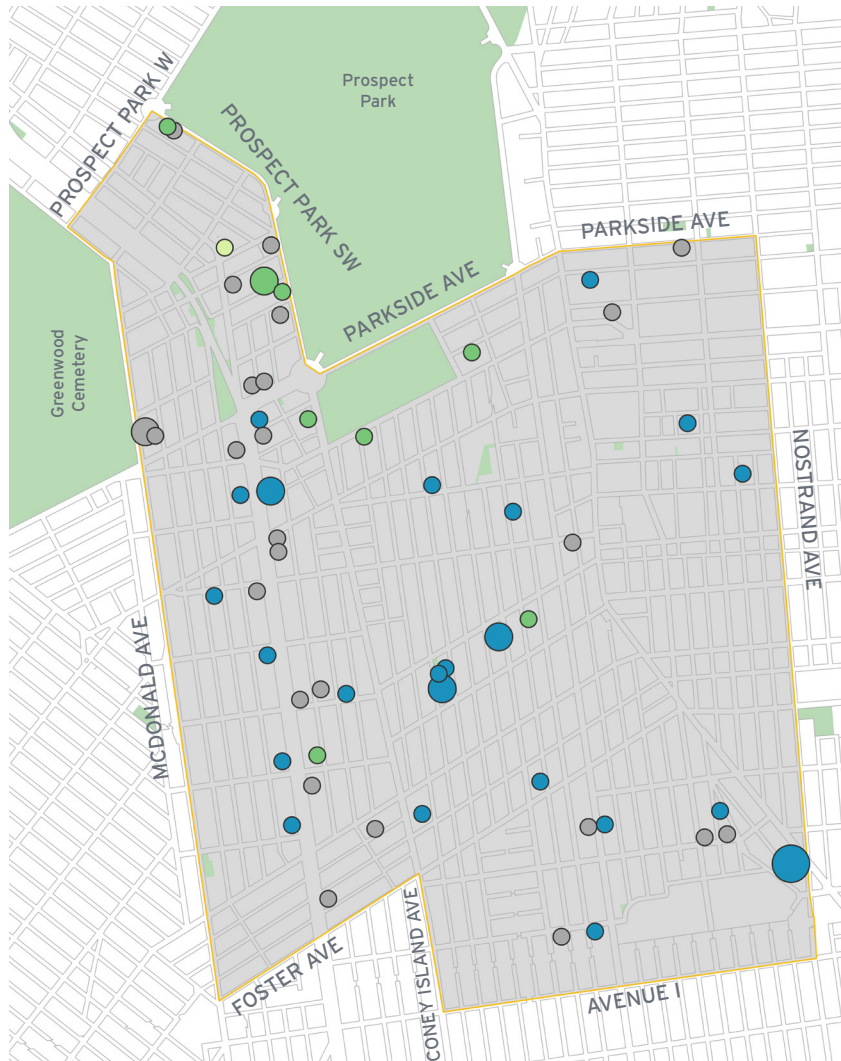 PROSPECT PARK W
Prospect
Park
PROSPECT PARK SW
PARKSIDE AVE
PARKSIDE AVE
Greenwood
Cemetery
NOSTRAND AVE
MCDONALD AVE
FOSTER AVE
CONEY ISLAND AVE
AVENUE I